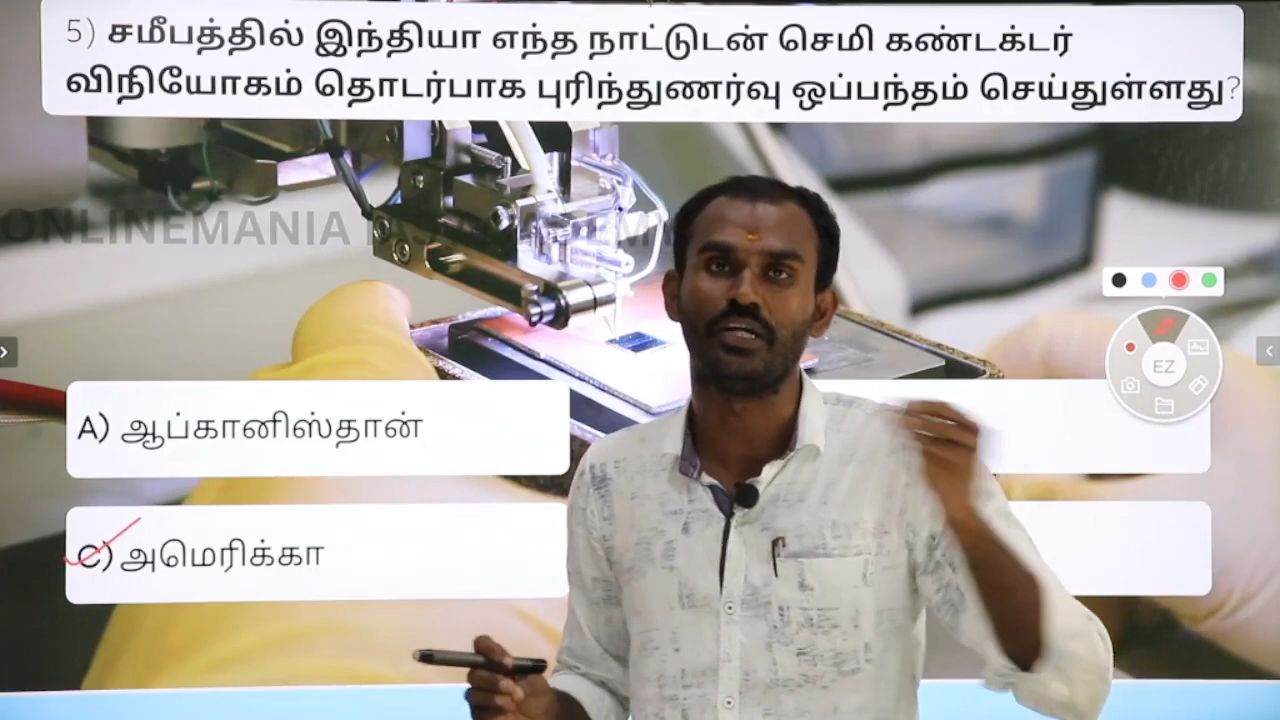 5) சமீபத்தில் இந்தியா எந்த நாட்டுடன் செமி கண்டக்டர்
விநியோகம் தொடர்பாக புரிந்துணர்வு ஒப்பந்தம் செய்துள்ளது?
ONLINEMANIA
A) ஆப்கானிஸ்தான்
EZ
C) அமெரிக்கா